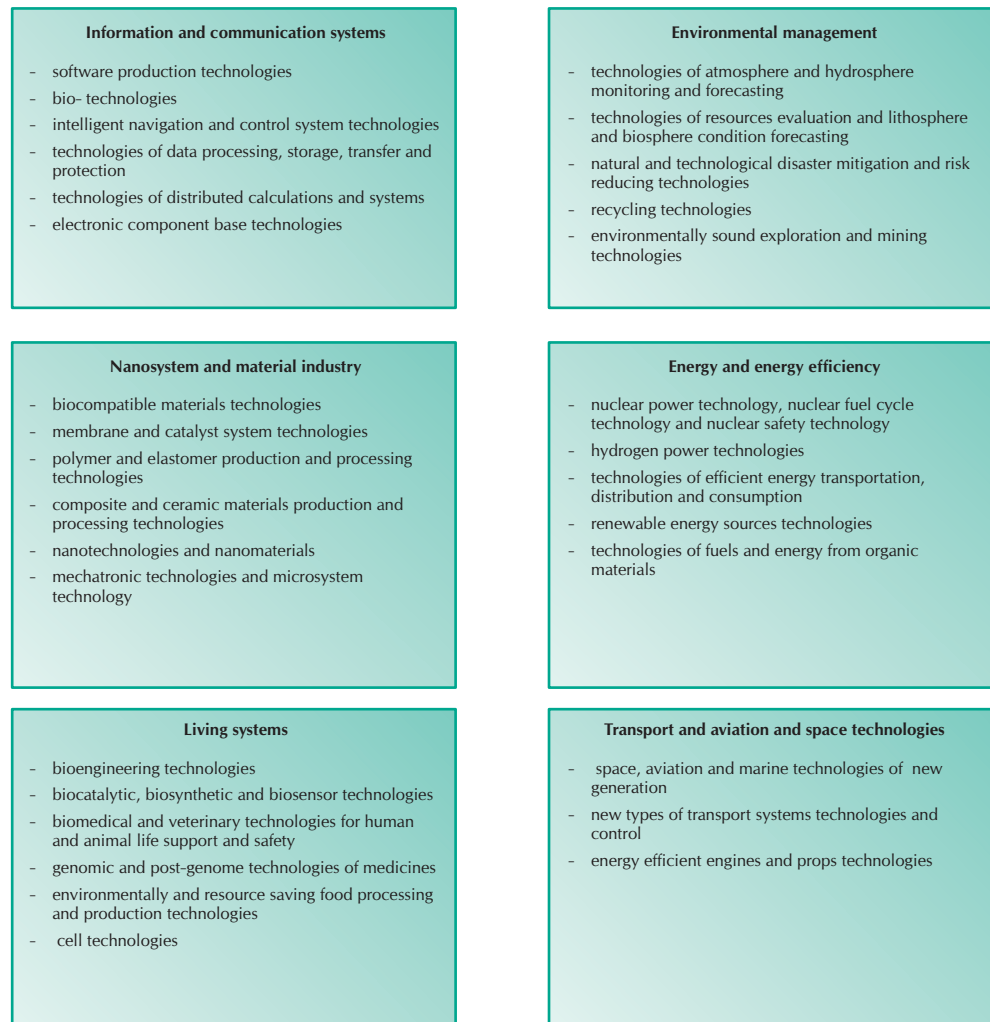 Information and communication systems
- software production technologies
- bio- technologies
- intelligent navigation and control system technologies
- technologies of data processing, storage, transfer and
protection
- technologies of distributed calculations and systems
- electronic component base technologies
Environmental management
- technologies of atmosphere and hydrosphere
monitoring and forecasting
- technologies of resources evaluation and lithosphere
and biosphere condition forecasting
- natural and technological disaster mitigation and risk
reducing technologies
- recycling technologies
- environmentally sound exploration and mining
technologies
Nanosystem and material industry
- biocompatible materials technologies
- membrane and catalyst system technologies
- polymer and elastomer production and processing
technologies
- composite and ceramic materials production and
processing technologies
- nanotechnologies and nanomaterials
- mechatronic technologies and microsystem
technology
Energy and energy efficiency
- nuclear power technology, nuclear fuel cycle
technology and nuclear safety technology
- hydrogen power technologies
- technologies of efficient energy transportation,
distribution and consumption
- renewable energy sources technologies
- technologies of fuels and energy from organic
materials
Living systems
- bioengineering technologies
- biocatalytic, biosynthetic and biosensor technologies
- biomedical and veterinary technologies for human
and animal life support and safety
- genomic and post-genome technologies of medicines
- environmentally and resource saving food processing
and production technologies
- cell technologies
Transport and aviation and space technologies
- space, aviation and marine technologies of new
generation
- new types of transport systems technologies and
control
- energy efficient engines and props technologies